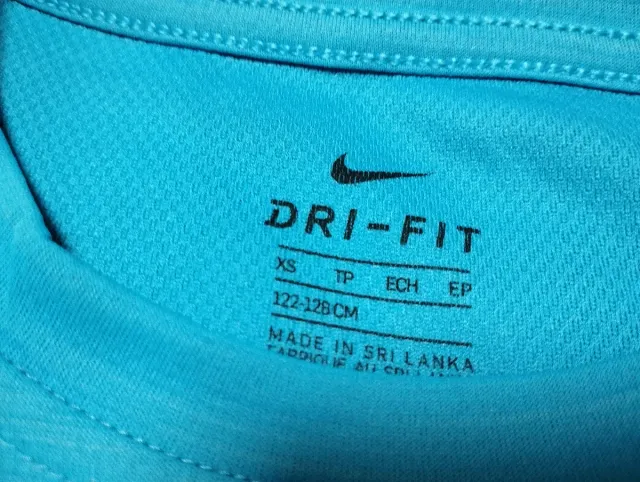 DRI-FIT
XS TP ECH EP
122-128 CM
MADE IN SRI LANKA